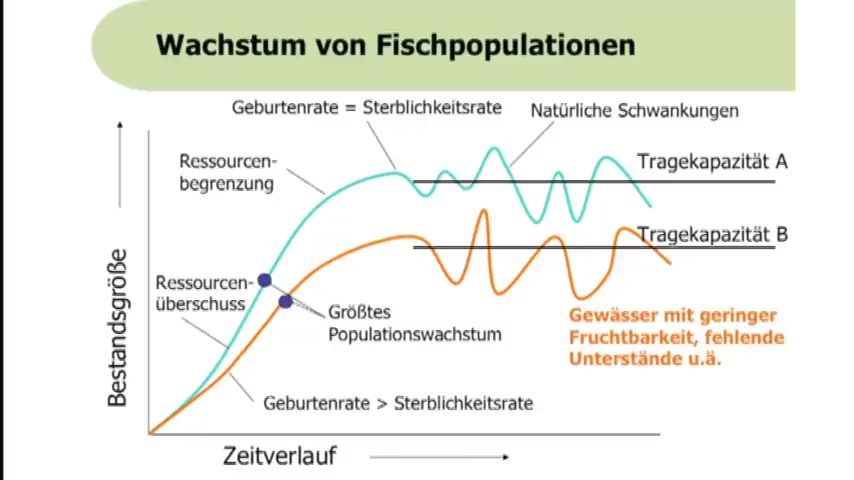 Wachstum von Fischpopulationen
Geburtenrate = Sterblichkeitsrate
Natürliche Schwankungen
Ressourcen-
begrenzung
Tragekapazität A
Tragekapazität B
Bestandsgröße
Ressourcen-
überschuss
Größtes
Populationswachstum
Gewässer mit geringer
Fruchtbarkeit, fehlende
Unterstände u.ä.
Geburtenrate > Sterblichkeitsrate
Zeitverlauf